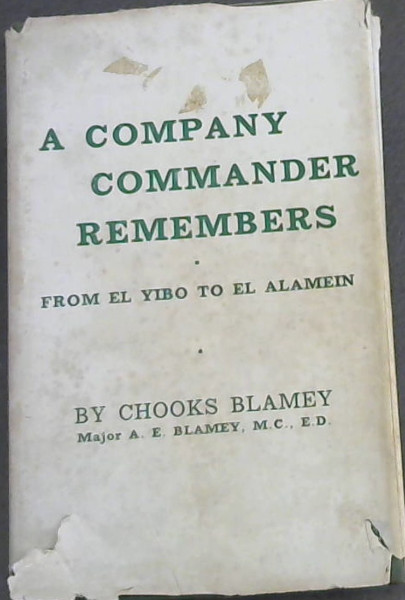 A COMPANY
COMMANDER
REMEMBERS
FROM EL YIBO TO EL ALAMEIN
BY CHOOKS BLAMEY
Major A. E. BLAMEY, M.C., E.D.